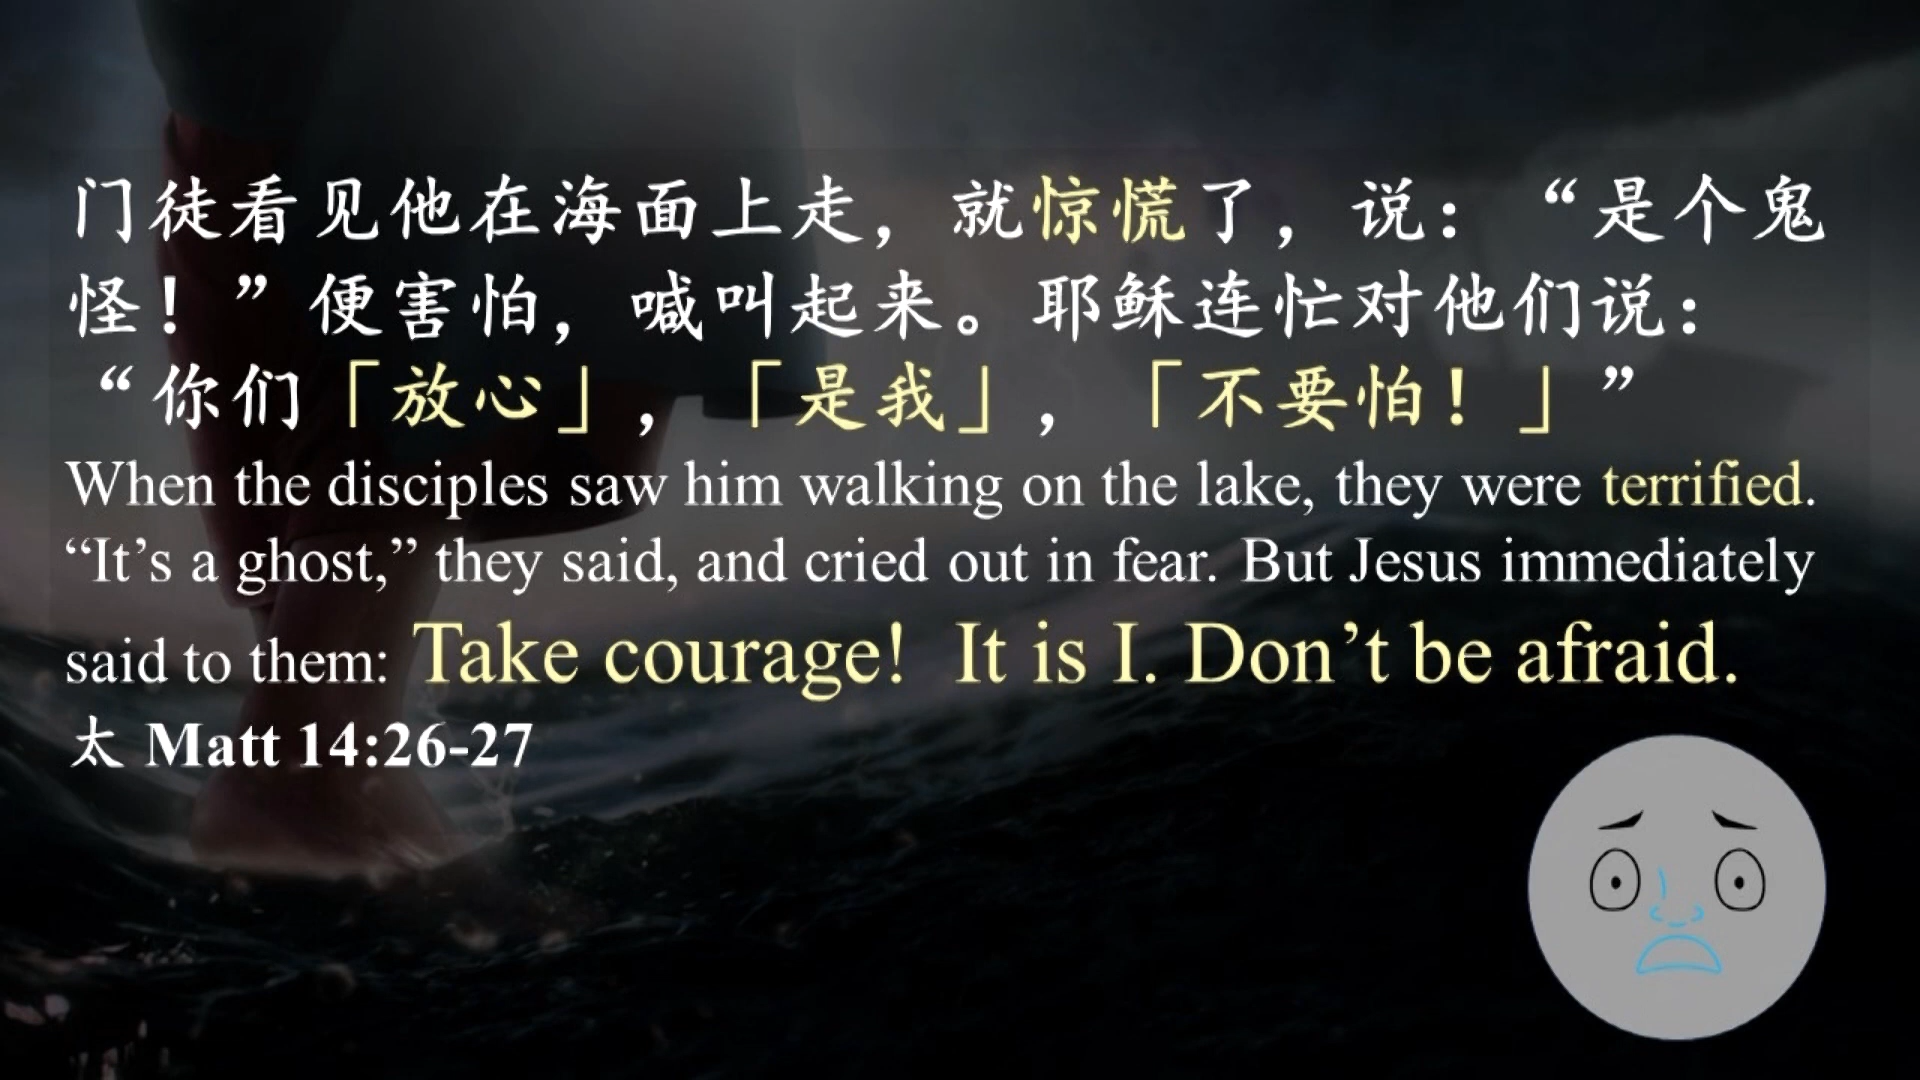 门徒看见他在海面上走，就惊慌了，说：“是个鬼
怪！”便害怕，喊叫起来。耶稣连忙对他们说：
“你们「放心」，「是我」，「不要怕！」”
When the disciples saw him walking on the lake, they were terrified.
“It’s a ghost,” they said, and cried out in fear. But Jesus immediately
said to them: Take courage! It is I. Don’t be afraid.
太 Matt 14:26-27